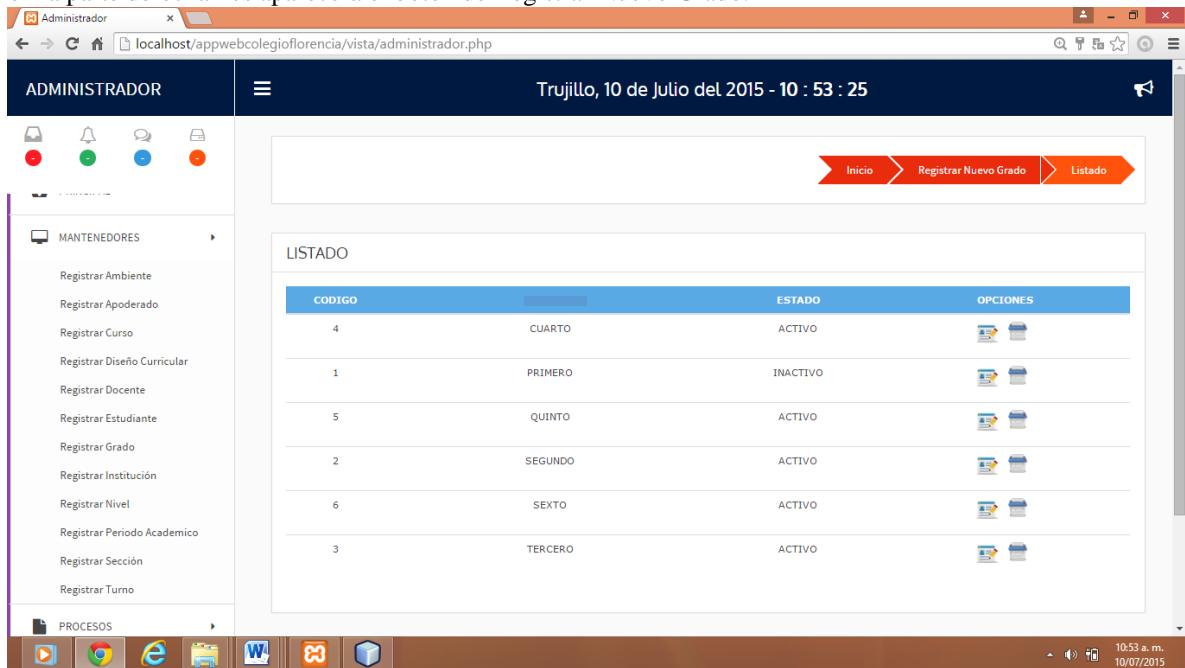 Administrador
localhost/appwebcolegioflorencia/vista/administrador.php
ADMINISTRADOR
Trujillo, 10 de Julio del 2015 - 10 : 53 : 25
Inicio
Registrar Nuevo Grado
Listado
MANTENEDORES
Registrar Ambiente
Registrar Apoderado
Registrar Curso
Registrar Diseño Curricular
Registrar Docente
Registrar Estudiante
Registrar Grado
Registrar Institución
Registrar Nivel
Registrar Periodo Academico
Registrar Sección
Registrar Turno
PROCESOS
LISTADO
CODIGO ESTADO OPCIONES
4 CUARTO ACTIVO
1 PRIMERO INACTIVO
5 QUINTO ACTIVO
2 SEGUNDO ACTIVO
6 SEXTO ACTIVO
3 TERCERO ACTIVO
10:53 a. m.
10/07/2015